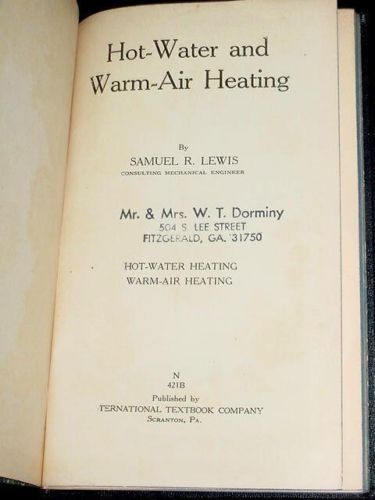 Hot-Water and
Warm-Air Heating
By
SAMUEL R. LEWIS
CONSULTING MECHANICAL ENGINEER
Mr. & Mrs. W. T. Dorminy
504 S. LEE STREET
FITZGERALD, GA. 31750
HOT-WATER HEATING
WARM-AIR HEATING
N
421B
Published by
TERNATIONAL TEXTBOOK COMPANY
SCRANTON, PA.